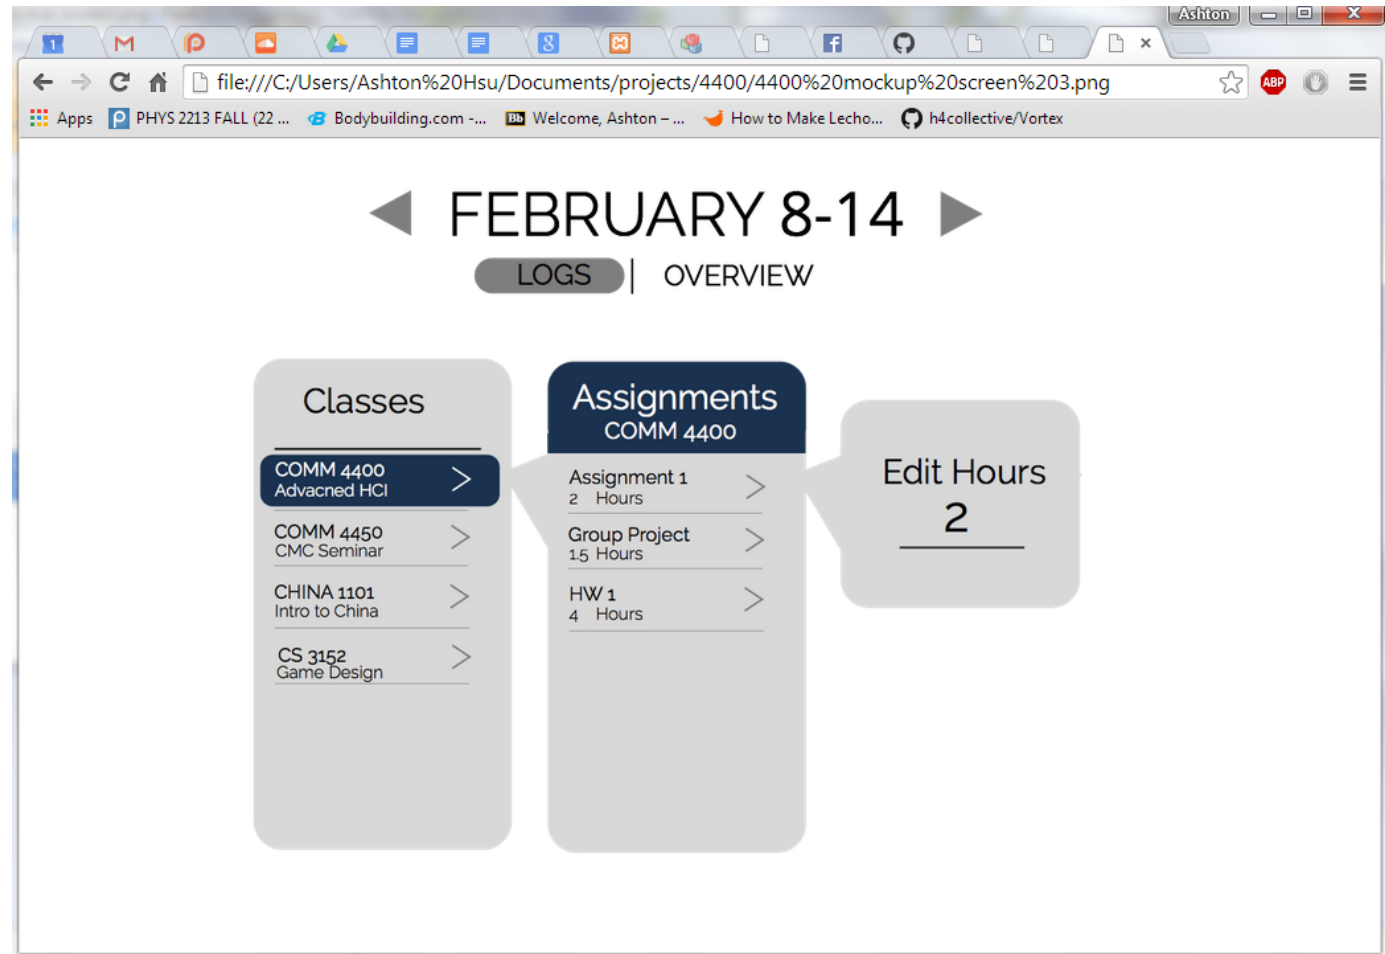 Ashton
file:///C:/Users/Ashton%20Hsu/Documents/projects/4400/4400%20mockup%20screen%203.png
ABP
Apps
PHYS 2213 FALL (22 ...
Bodybuilding.com -...
Bb
Welcome, Ashton – ...
How to Make Lecho...
h4collective/Vortex
FEBRUARY 8-14
LOGS | OVERVIEW
Classes
COMM 4400
Advacned HCI
COMM 4450
CMC Seminar
CHINA 1101
Intro to China
CS 3152
Game Design
Assignments
COMM 4400
Assignment 1
2 Hours
Group Project
1.5 Hours
HW 1
4 Hours
Edit Hours
2